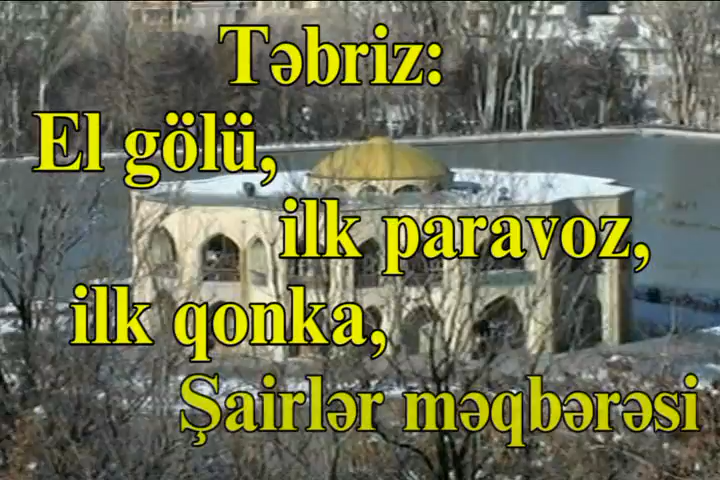 Təbriz:
El gölü,
ilk paravoz,
ilk qonka,
Şairlər məqbərəsi